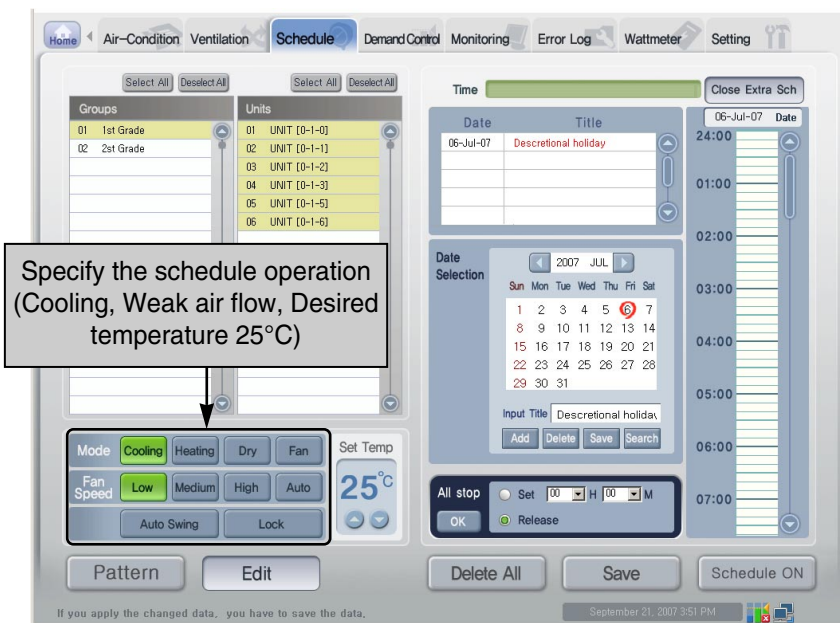 Home Air-Condition Ventilation Schedule Demand Control Monitoring Error Log Wattmeter Setting
Select All Deselect All Select All Deselect All
Groups
01 1st Grade
02 2st Grade
Units
01 UNIT [0-1-0]
02 UNIT [0-1-1]
03 UNIT [0-1-2]
04 UNIT [0-1-3]
05 UNIT [0-1-5]
06 UNIT [0-1-6]
Specify the schedule operation
(Cooling, Weak air flow, Desired
temperature 25°C)
Mode Cooling Heating Dry Fan
Fan
Speed Low Medium High Auto
Auto Swing Lock
Set Temp
25°C
Pattern Edit
If you apply the changed data, you have to save the data.
Time
Close Extra Sch
Date Title
06-Jul-07 Descretional holiday
Date
Selection
2007 JUL
Sun Mon Tue Wed Thu Fri Sat
1 2 3 4 5 6 7
8 9 10 11 12 13 14
15 16 17 18 19 20 21
22 23 24 25 26 27 28
29 30 31
Input Title Descretional holiday
Add Delete Save Search
All stop Set 00 H 00 M
OK Release
06-Jul-07 Date
24:00
01:00
02:00
03:00
04:00
05:00
06:00
07:00
Delete All Save Schedule ON
September 21, 2007 3:51 PM